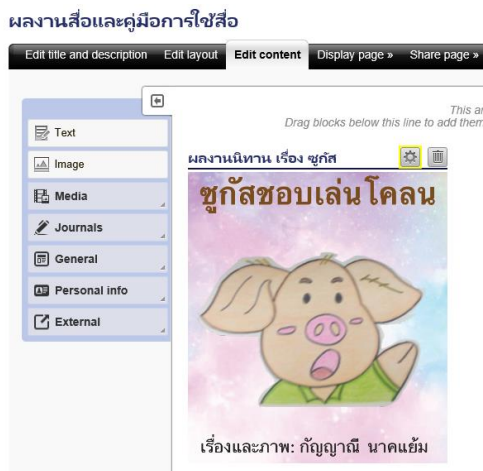 ผลงานสื่อและคู่มือการใช้สื่อ
Edit title and description Edit layout Edit content Display page » Share page »
This ar
Drag blocks below this line to add them
Text
Image
Media
Journals
General
Personal info
External
ผลงานนิทาน เรื่อง ซูกัส
ซูกัสชอบเล่นโคลน
เรื่องและภาพ: กัญญาณี นาคแย้ม